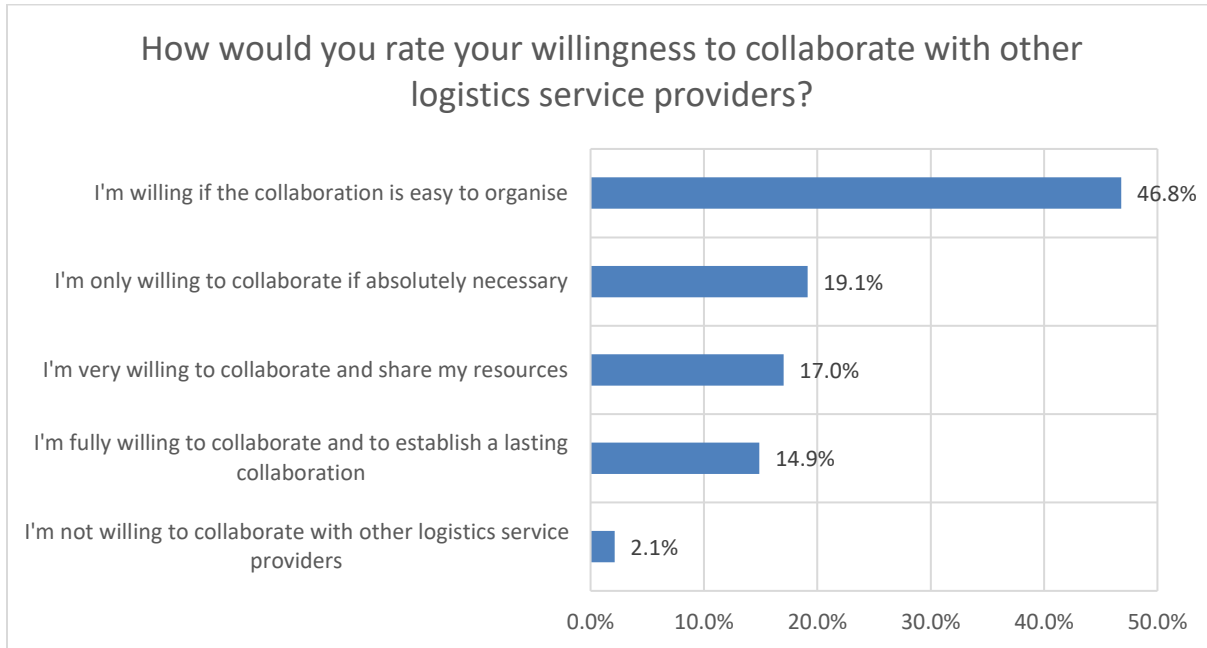 How would you rate your willingness to collaborate with other
logistics service providers?
I'm willing if the collaboration is easy to organise
46.8%
I'm only willing to collaborate if absolutely necessary
19.1%
I'm very willing to collaborate and share my resources
17.0%
I'm fully willing to collaborate and to establish a lasting
collaboration
14.9%
I'm not willing to collaborate with other logistics service
providers
2.1%
0.0% 10.0% 20.0% 30.0% 40.0% 50.0%